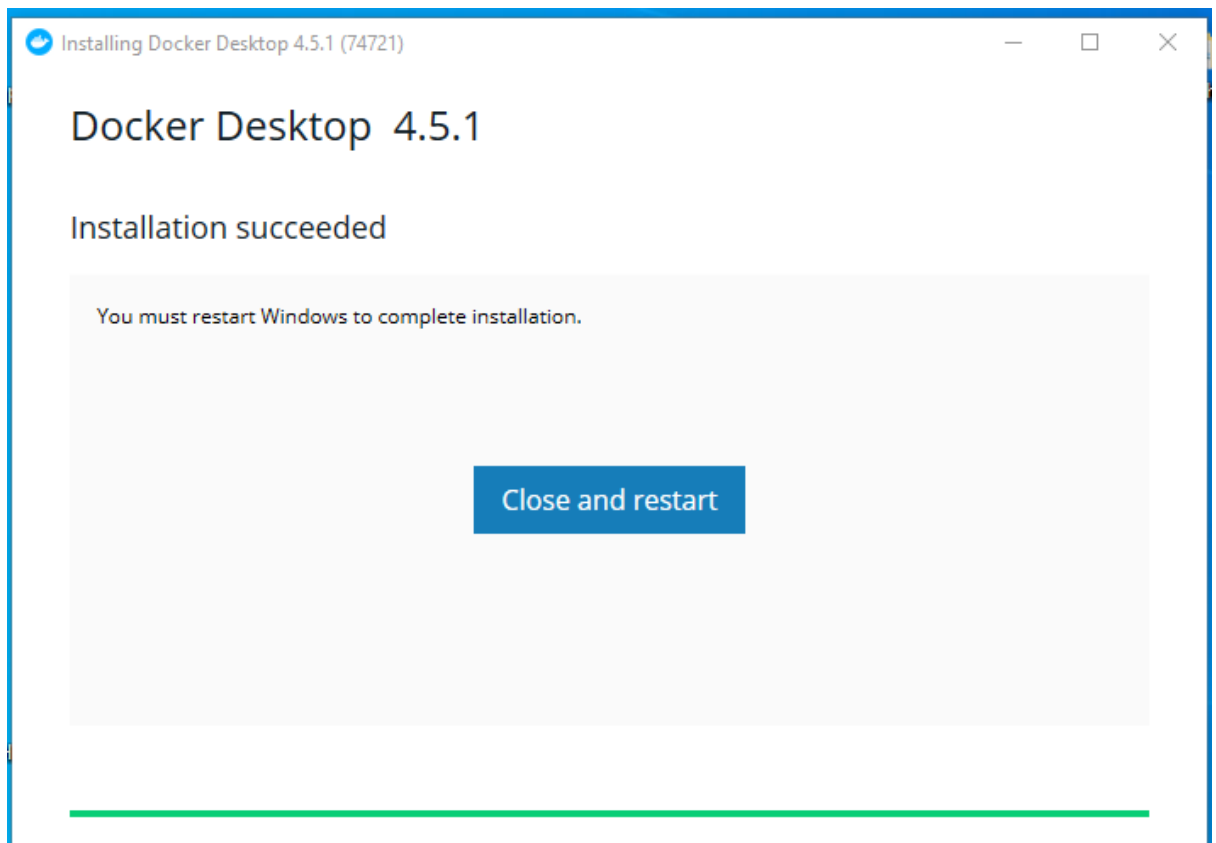 Installing Docker Desktop 4.5.1 (74721)
Docker Desktop 4.5.1
Installation succeeded
You must restart Windows to complete installation.
Close and restart